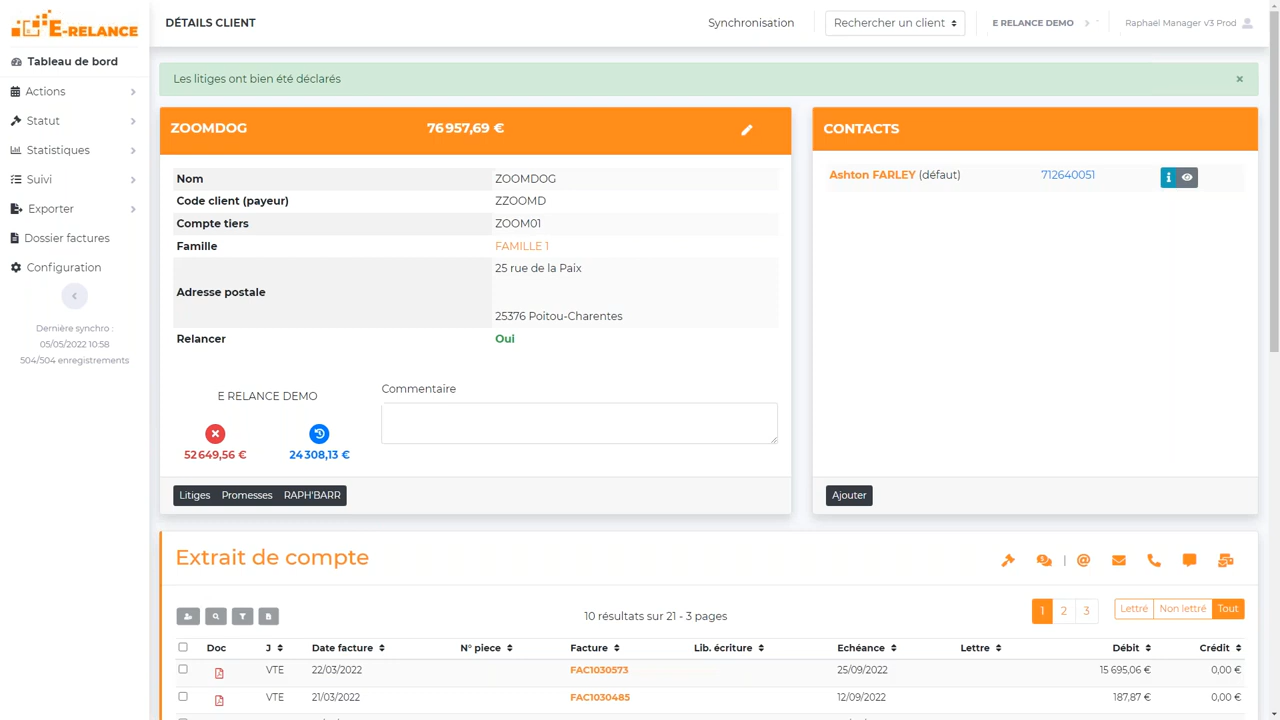 E-RELANCE
DÉTAILS CLIENT
Synchronisation
Rechercher un client
E RELANCE DEMO
Raphaël Manager v3 Prod
Tableau de bord
Actions
Statut
Statistiques
Suivi
Exporter
Dossier factures
Configuration
Dernière synchro :
05/05/2022 10:58
504/504 enregistrements
Les litiges ont bien été déclarés
×
ZOOMDOG 76 957,69 €
Nom ZOOMDOG
Code client (payeur) ZZOOMD
Compte tiers ZOOM01
Famille FAMILLE 1
Adresse postale 25 rue de la Paix
25376 Poitou-Charentes
Relancer Oui
E RELANCE DEMO
52 649,56 € 24 308,13 €
Commentaire
Litiges Promesses RAPH'BARR
CONTACTS
Ashton FARLEY (défaut) 712640051
Ajouter
Extrait de compte
10 résultats sur 21 - 3 pages
1 2 3
Lettré Non lettré Tout
Doc J Date facture N° piece Facture Lib. écriture Echéance Lettre Débit Crédit
VTE 22/03/2022 FAC1030573 25/09/2022 15 695,06 € 0,00 €
VTE 21/03/2022 FAC1030485 12/09/2022 187,87 € 0,00 €